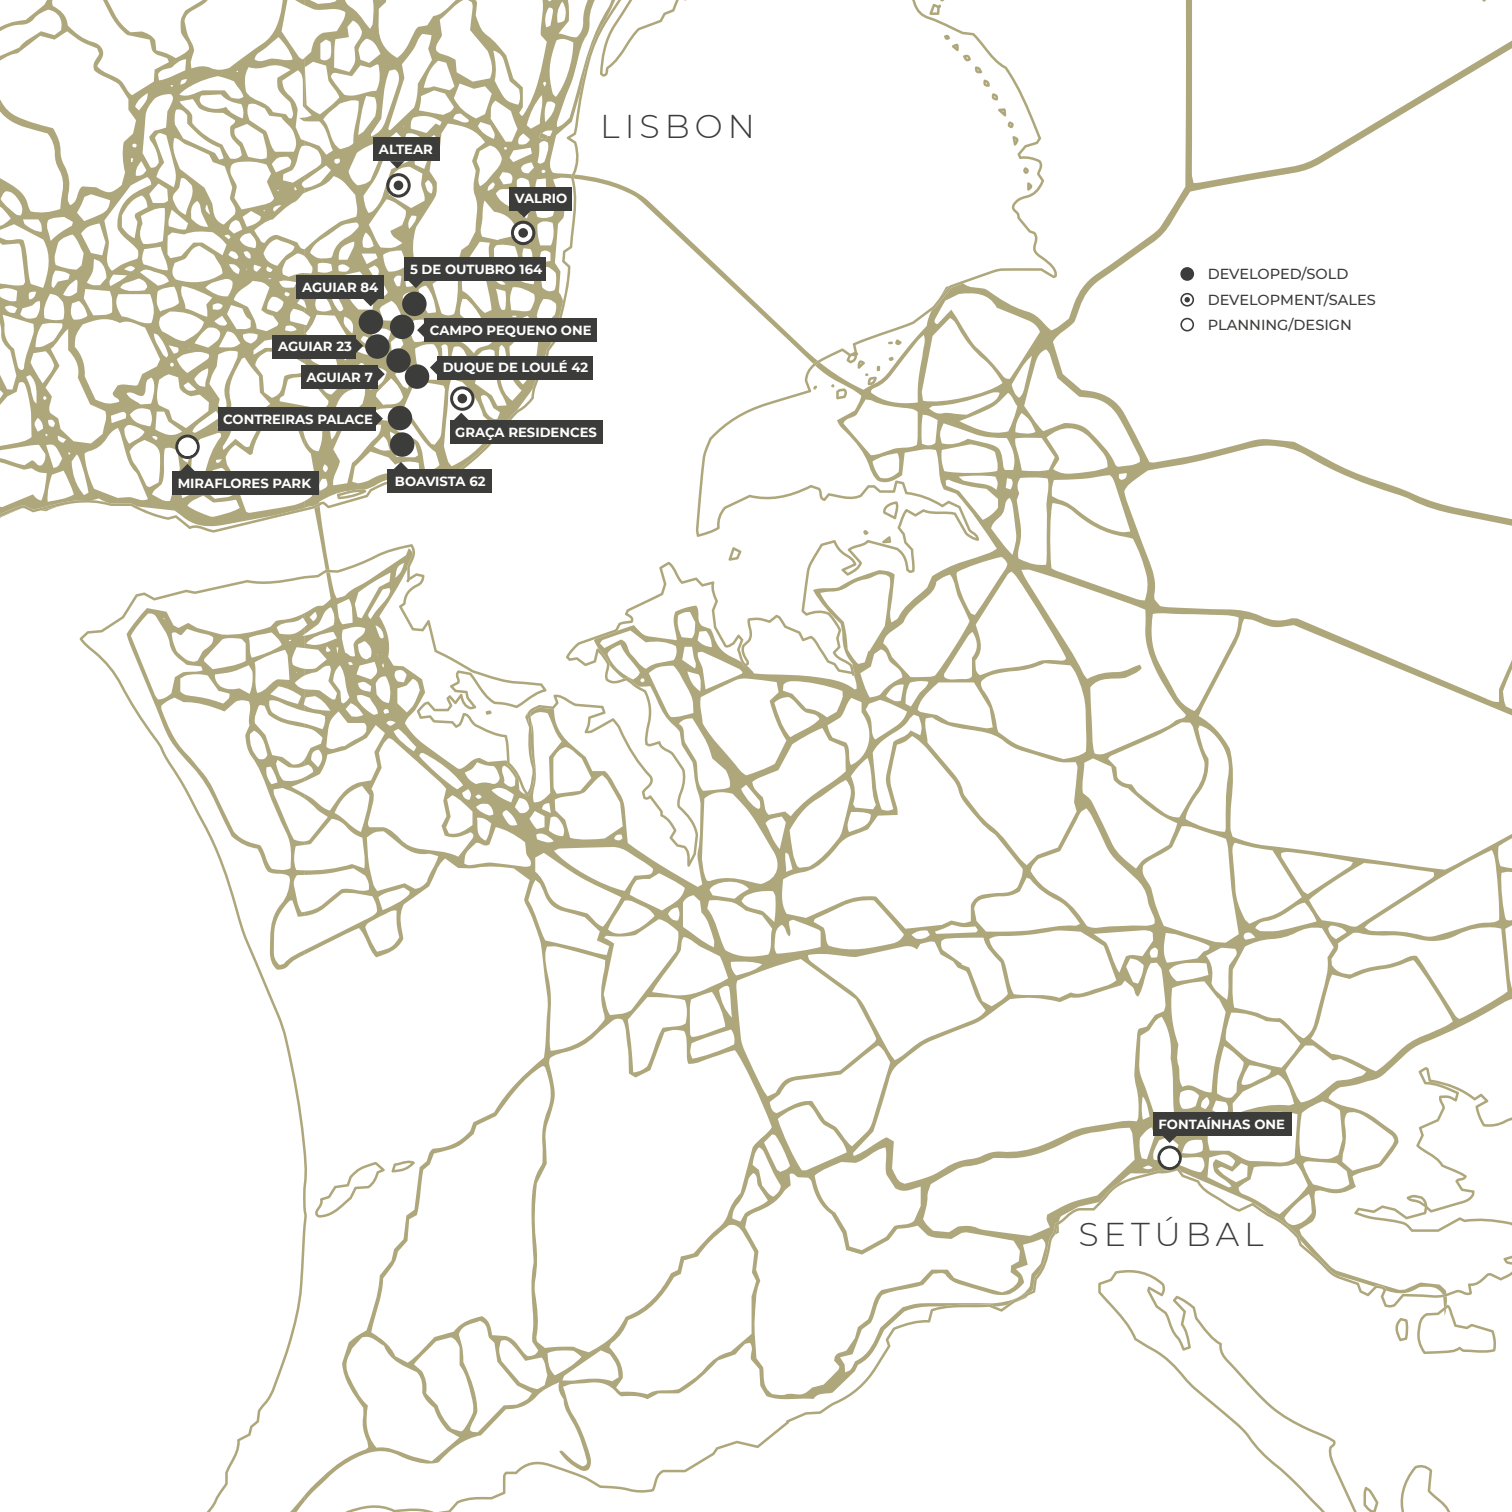 LISBON
ALTEAR
VALRIO
5 DE OUTUBRO 164
AGUIAR 84
CAMPO PEQUENO ONE
AGUIAR 23
DUQUE DE LOULÉ 42
AGUIAR 7
CONTREIRAS PALACE
GRAÇA RESIDENCES
MIRAFLORES PARK
BOAVISTA 62
DEVELOPED/SOLD
DEVELOPMENT/SALES
PLANNING/DESIGN
FONTAÍNHAS ONE
SETÚBAL